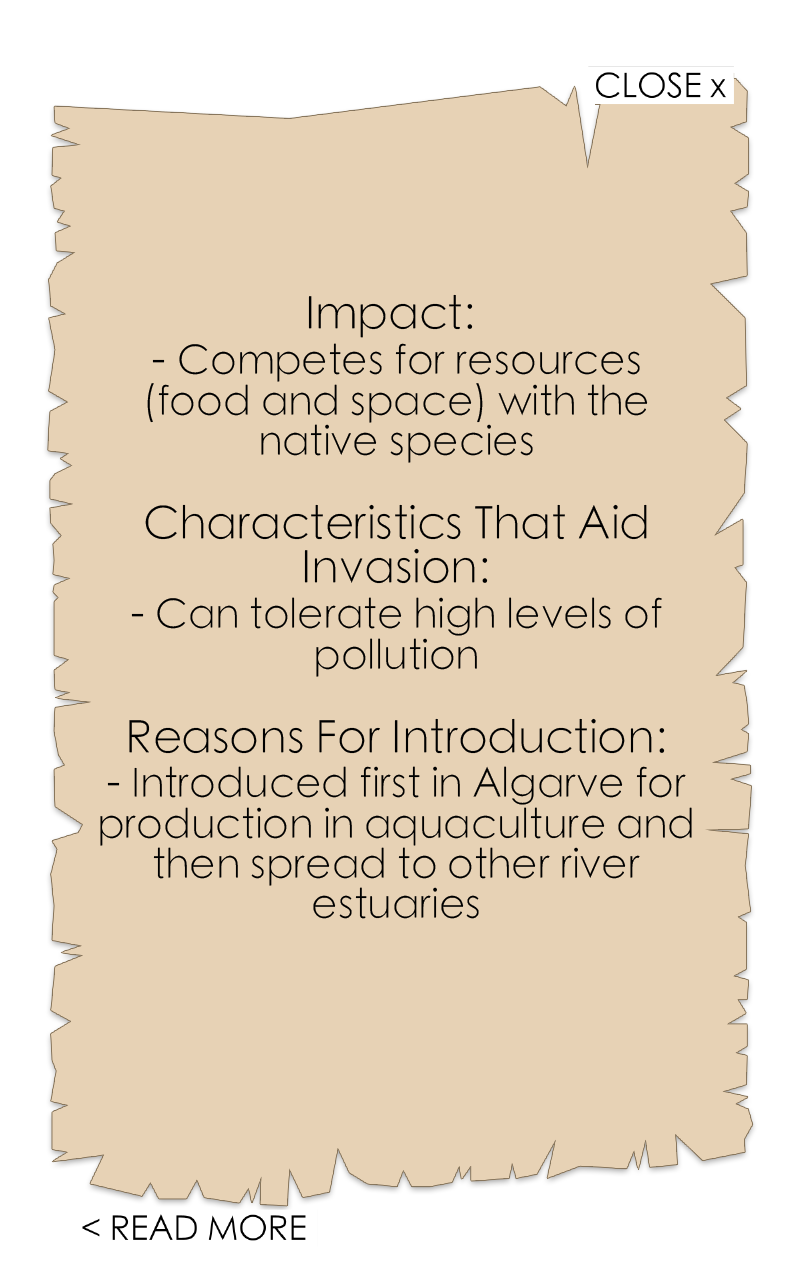 CLOSE x
Impact:
- Competes for resources
(food and space) with the
native species
Characteristics That Aid
Invasion:
- Can tolerate high levels of
pollution
Reasons For Introduction:
- Introduced first in Algarve for
production in aquaculture and
then spread to other river
estuaries
< READ MORE